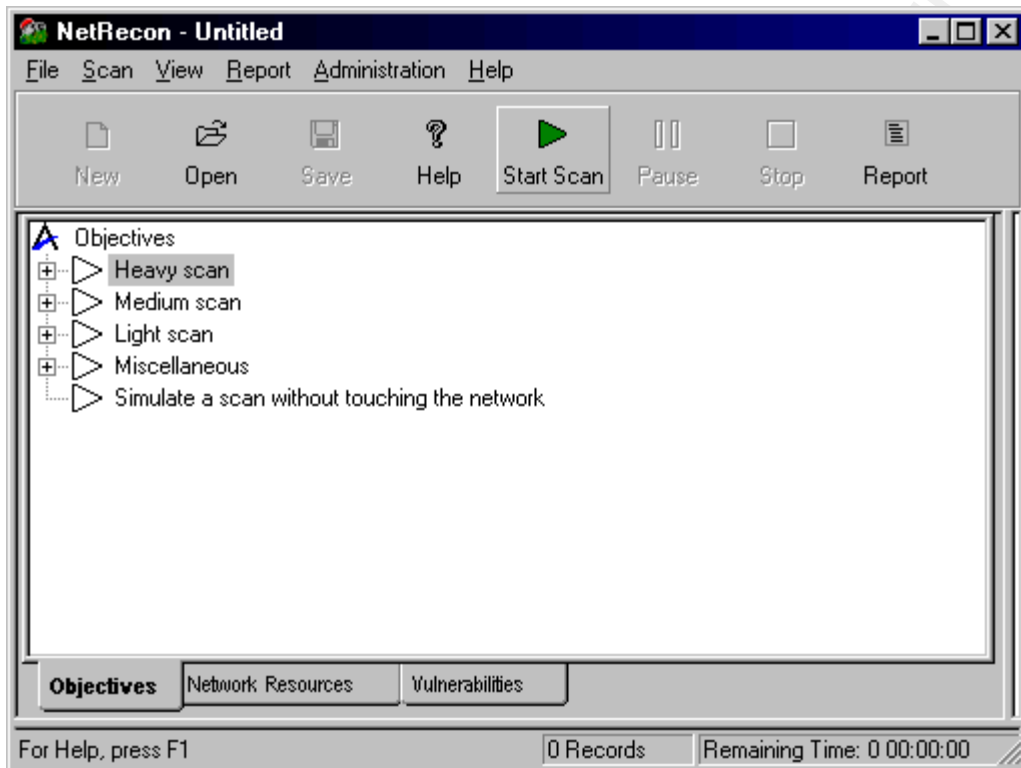 NetRecon - Untitled
File Scan View Report Administration Help
New Open Save Help Start Scan Pause Stop Report
Objectives
Heavy scan
Medium scan
Light scan
Miscellaneous
Simulate a scan without touching the network
Objectives Network Resources Vulnerabilities
For Help, press F1 0 Records Remaining Time: 0 00:00:00